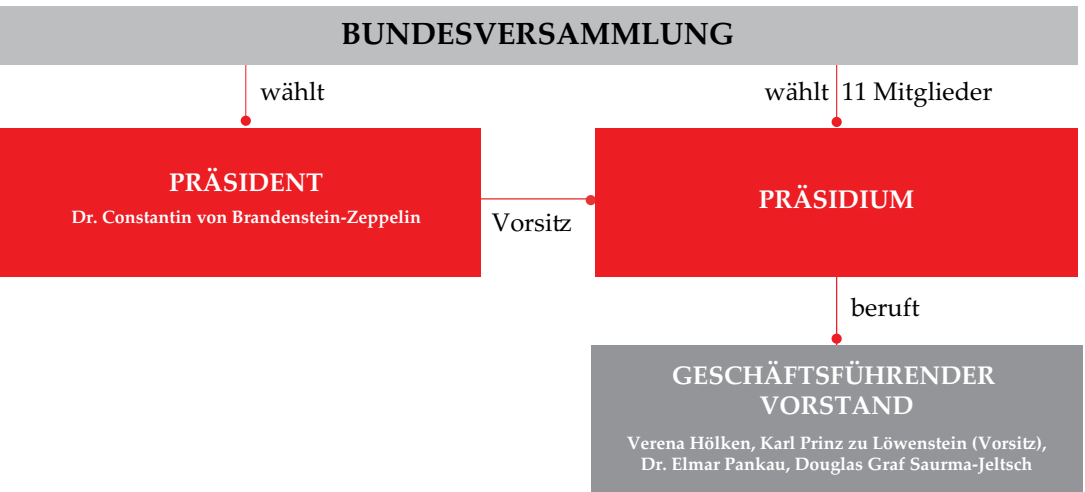 BUNDESVERSAMMLUNG
wählt
wählt 11 Mitglieder
PRÄSIDENT
Dr. Constantin von Brandenstein-Zeppelin
Vorsitz
PRÄSIDIUM
beruft
GESCHÄFTSFÜHRENDER
VORSTAND
Verena Hölken, Karl Prinz zu Löwenstein (Vorsitz),
Dr. Elmar Pankau, Douglas Graf Saurma-Jeltsch